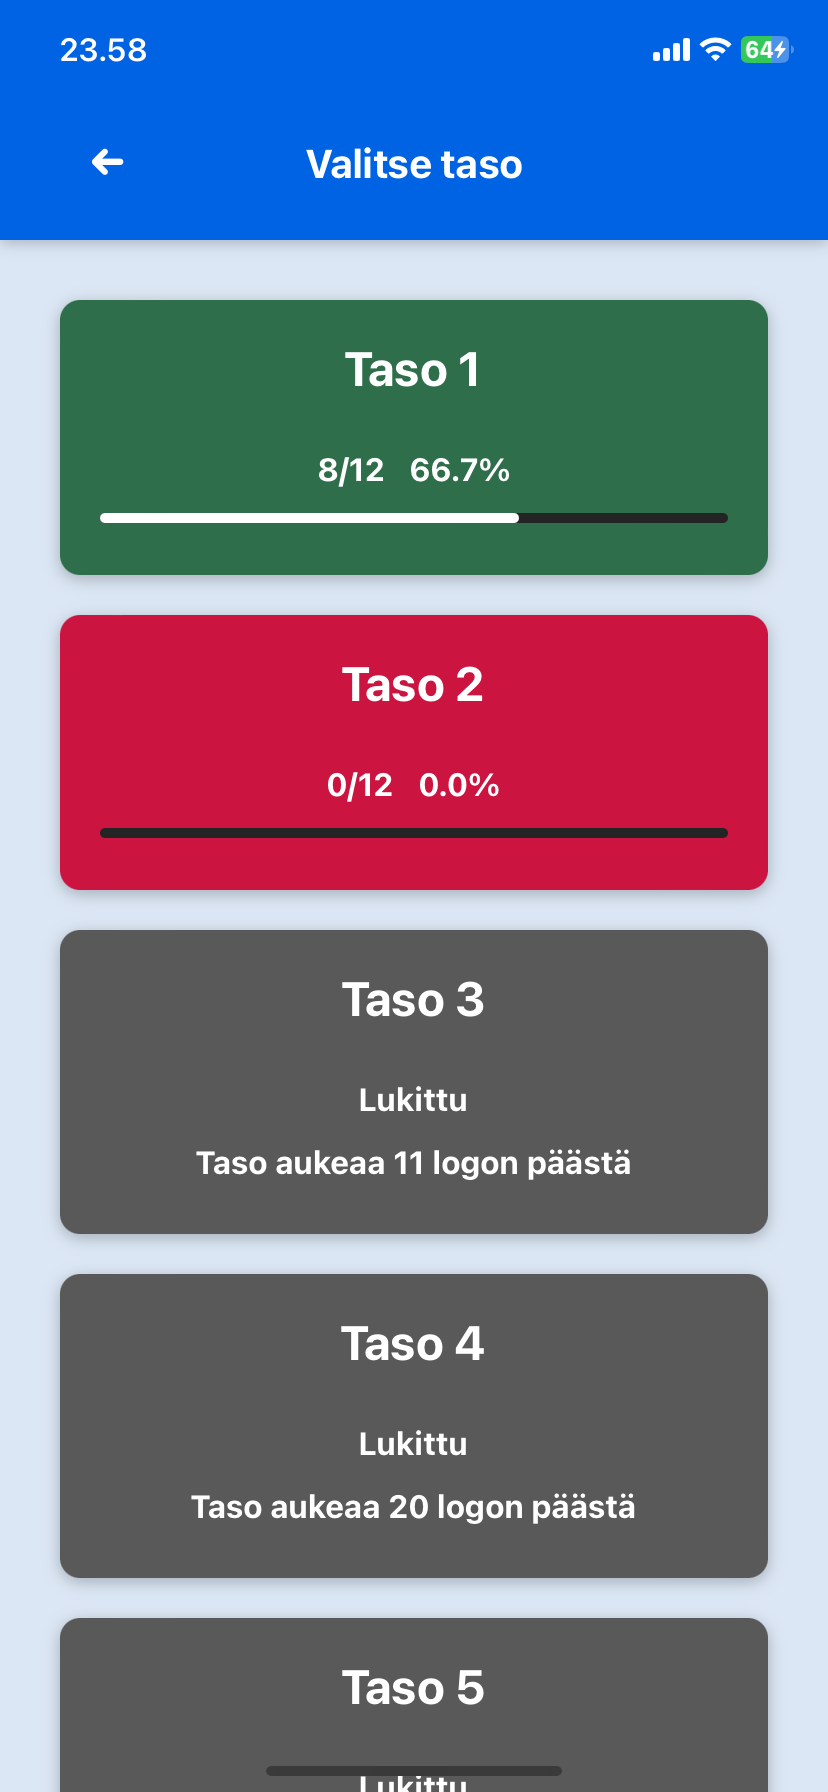 23.58
64
Valitse taso
Taso 1
8/12 66.7%
Taso 2
0/12 0.0%
Taso 3
Lukittu
Taso aukeaa 11 logon päästä
Taso 4
Lukittu
Taso aukeaa 20 logon päästä
Taso 5
Lukittu